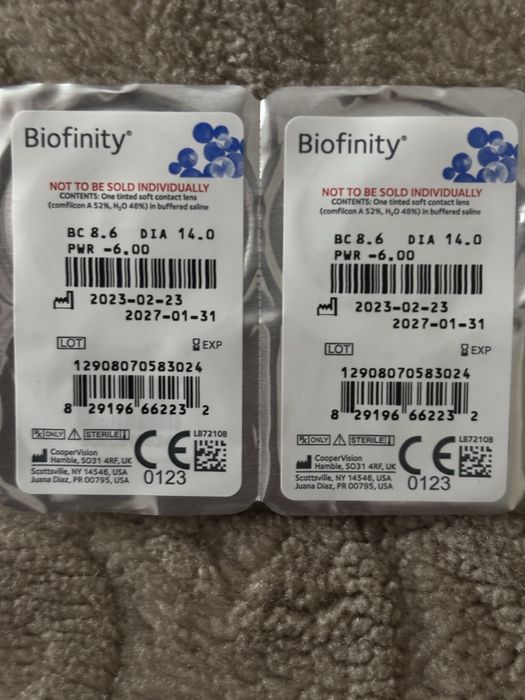 Biofinity®
NOT TO BE SOLD INDIVIDUALLY
CONTENTS: One tinted soft contact lens
(comfilcon A 52%, H₂O 48%) in buffered saline
BC 8.6 DIA 14.0
PWR -6.00
2023-02-23
2027-01-31
LOT EXP
12908070583024
8 29196 66223 2
Rx ONLY STERILE LB7210B
CooperVision
Hamble, SO31 4RF, UK
Scottsville, NY 14546, USA
Juana Diaz, PR 00795, USA
CE 0123
Biofinity®
NOT TO BE SOLD INDIVIDUALLY
CONTENTS: One tinted soft contact lens
(comfilcon A 52%, H₂O 48%) in buffered saline
BC 8.6 DIA 14.0
PWR -6.00
2023-02-23
2027-01-31
LOT EXP
12908070583024
8 29196 66223 2
Rx ONLY STERILE LB7210B
CooperVision
Hamble, SO31 4RF, UK
Scottsville, NY 14546, USA
Juana Diaz, PR 00795, USA
CE 0123